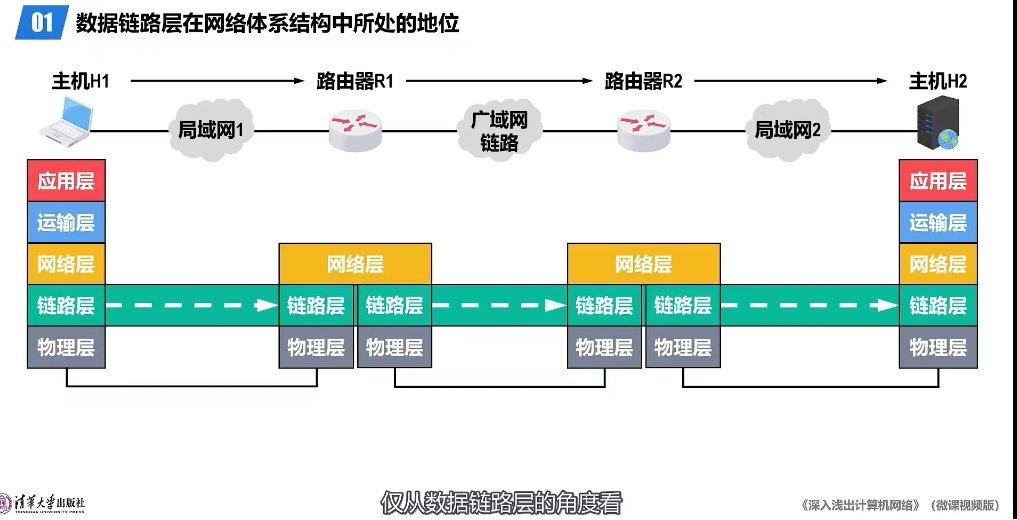 01 数据链路层在网络体系结构中所处的地位
主机H1 路由器R1 路由器R2 主机H2
局域网1 广域网链路 局域网2
应用层 应用层
运输层 运输层
网络层 网络层 网络层 网络层
链路层 链路层 链路层 链路层 链路层 链路层
物理层 物理层 物理层 物理层 物理层 物理层
清华大学出版社
TSINGHUA UNIVERSITY PRESS
仅从数据链路层的角度看
《深入浅出计算机网络》(微课视频版)